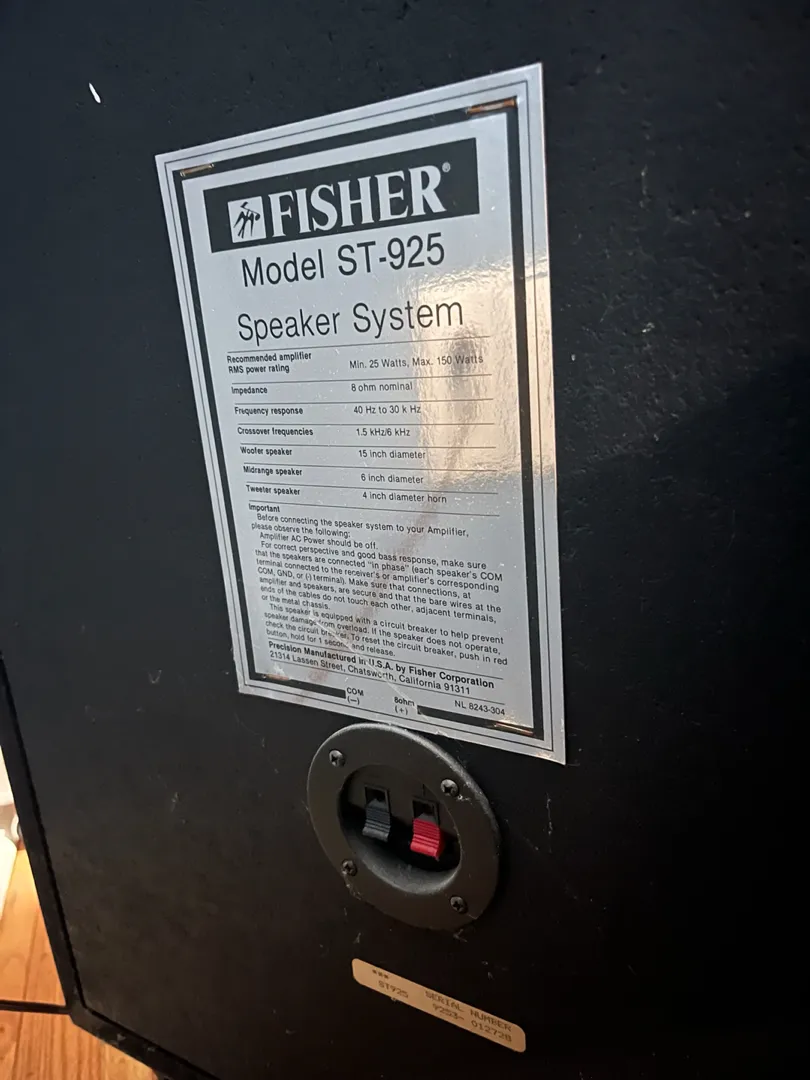 FISHER®
Model ST-925
Speaker System
Recommended amplifier
RMS power rating Min. 25 Watts, Max. 150 Watts
Impedance 8 ohm nominal
Frequency response 40 Hz to 30 k Hz
Crossover frequencies 1.5 kHz/6 kHz
Woofer speaker 15 inch diameter
Midrange speaker 6 inch diameter
Tweeter speaker 4 inch diameter horn
Important
Before connecting the speaker system to your Amplifier,
please observe the following:
Amplifier AC Power should be off.
For correct perspective and good bass response, make sure
that the speakers are connected "in phase" (each speaker's COM
terminal connected to the receiver's or amplifier's corresponding
COM, GND, or (-) terminal). Make sure that connections, at
amplifier and speakers, are secure and that the bare wires at the
ends of the cables do not touch each other, adjacent terminals,
or the metal chassis.
This speaker is equipped with a circuit breaker to help prevent
speaker damage from overload. If the speaker does not operate,
check the circuit breaker. To reset the circuit breaker, push in red
button, hold for 1 second, and release.
Precision Manufactured in U.S.A. by Fisher Corporation
21314 Lassen Street, Chatsworth, California 91311
COM 8ohm NL 8243-304
(-) (+)
*** SERIAL NUMBER
ST925 9253- 012728